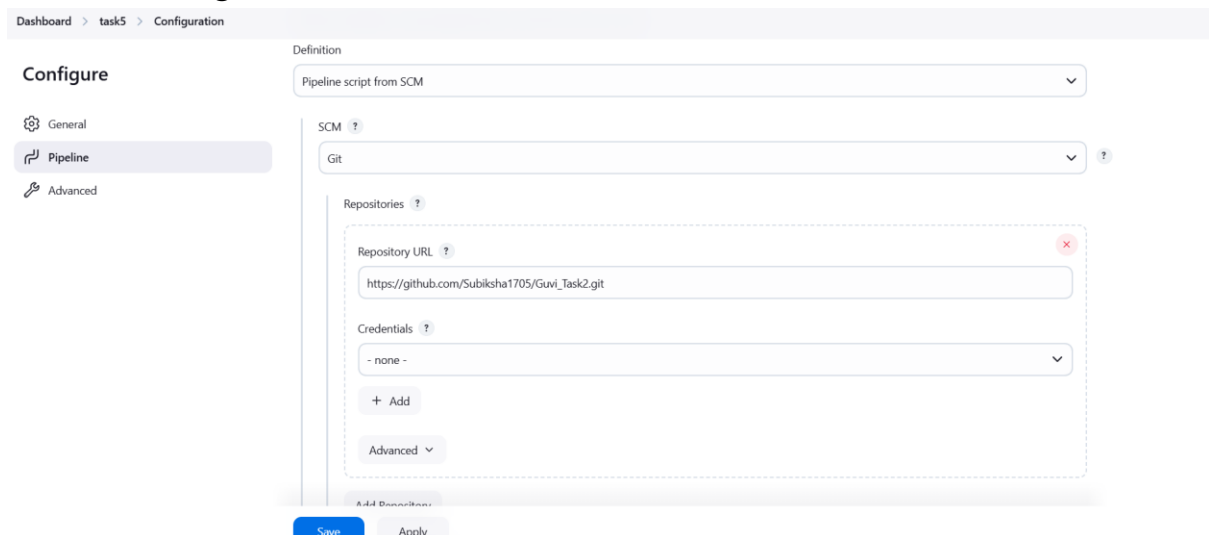 Dashboard > task5 > Configuration
Configure
General
Pipeline
Advanced
Definition
Pipeline script from SCM
SCM ?
Git
?
Repositories ?
Repository URL ?
https://github.com/Subiksha1705/Guvi_Task2.git
Credentials ?
- none -
+ Add
Advanced
Add Repository
Save Apply